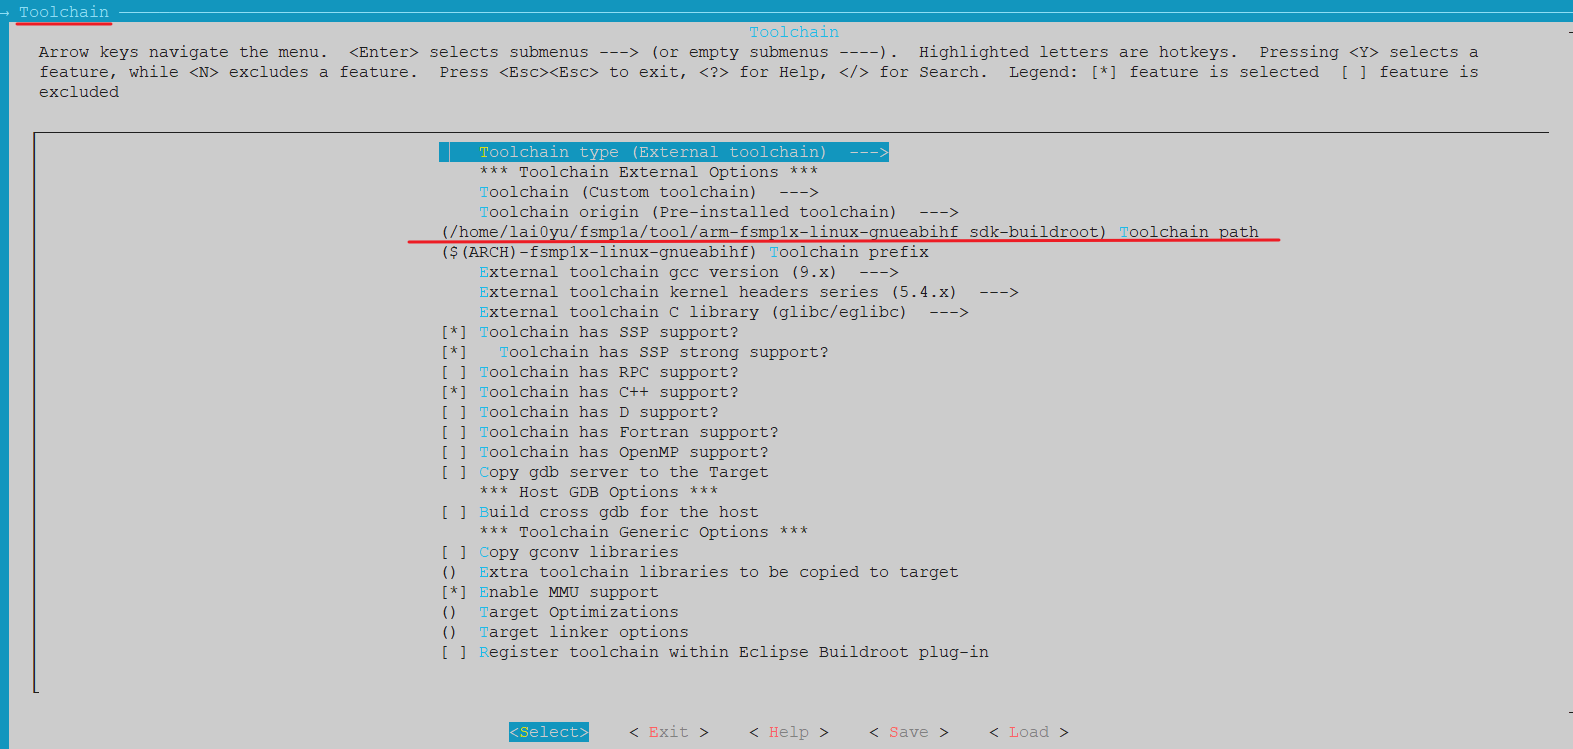 → Toolchain
Toolchain
Arrow keys navigate the menu.  <Enter> selects submenus ---> (or empty submenus ----).  Highlighted letters are hotkeys.  Pressing <Y> selects a
feature, while <N> excludes a feature.  Press <Esc><Esc> to exit, <?> for Help, </> for Search.  Legend: [*] feature is selected  [ ] feature is
excluded
Toolchain type (External toolchain)  --->
*** Toolchain External Options ***
Toolchain (Custom toolchain)  --->
Toolchain origin (Pre-installed toolchain)  --->
(/home/lai0yu/fsmp1a/tool/arm-fsmp1x-linux-gnueabihf_sdk-buildroot) Toolchain path
($(ARCH)-fsmp1x-linux-gnueabihf) Toolchain prefix
External toolchain gcc version (9.x)  --->
External toolchain kernel headers series (5.4.x)  --->
External toolchain C library (glibc/eglibc)  --->
[*] Toolchain has SSP support?
[*]   Toolchain has SSP strong support?
[ ] Toolchain has RPC support?
[*] Toolchain has C++ support?
[ ] Toolchain has D support?
[ ] Toolchain has Fortran support?
[ ] Toolchain has OpenMP support?
[ ] Copy gdb server to the Target
*** Host GDB Options ***
[ ] Build cross gdb for the host
*** Toolchain Generic Options ***
[ ] Copy gconv libraries
()  Extra toolchain libraries to be copied to target
[*] Enable MMU support
()  Target Optimizations
()  Target linker options
[ ] Register toolchain within Eclipse Buildroot plug-in
<Select>    < Exit >    < Help >    < Save >    < Load >